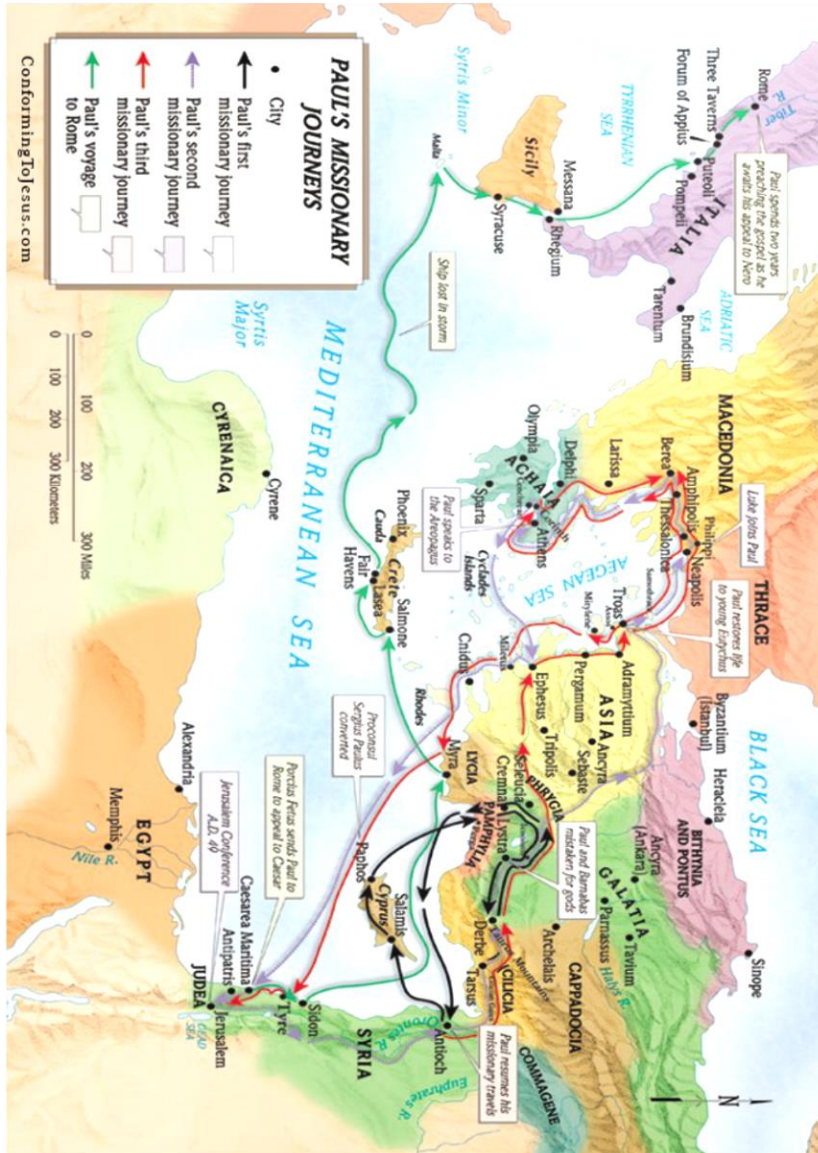 PAUL'S MISSIONARY
JOURNEYS
City
Paul's first
missionary journey
Paul's second
missionary journey
Paul's third
missionary journey
Paul's voyage
to Rome
ConformingToJesus.com
0 100 200 300 Miles
0 100 200 300 Kilometers
N
Rome
Tiber
R.
Paul spends two years
preaching the gospel as he
awaits his appeal to Nero
Three Taverns
Forum of Appius
Puteoli
Pompeii
ITALIA
ADRIATIC
SEA
Brundisium
Tarentum
TYRRHENIAN
SEA
Messana
Rhegium
Sicily
Syracuse
Sytris Minor
Malta
Ship lost in storm
Syrtis
Major
MEDITERRANEAN SEA
CYRENAICA
Cyrene
MACEDONIA
Luke Johns Paul
THRACE
Paul restores life
to young Eutychus
Philippi
Neapolis
Amphipolis
Thessalonica
Berea
Larissa
Delphi
ACHAIA
Olympia
Athens
Sparta
Paul speaks to
the Areopagus
Cyclades
Islands
AEGEAN SEA
Troas
Assos
Mitylene
Adramyttium
Pergamum
ASIA
Ancyra
Sebaste
Tripolis
Ephesus
Miletus
Cnidus
Rhodes
Phoenix
Cauda
Crete
Salmone
Lasea
Fair
Havens
BLACK SEA
Byzantium
(Istanbul)
Heracleia
BITHYNIA
AND PONTUS
Sinope
Ancyra
(Ankara)
GALATIA
Tavium
Parnassus
Halys R.
CAPPADOCIA
Archelais
COMMAGENE
PHRYGIA
Seleucia
Cremna
Lystra
PAMPHYLIA
LYCIA
Myra
Paul and Barnabas
mistaken for gods
Derbe
Mountains
CILICIA
Tarsus
Paul resumes his
missionary travels
Antioch
Orontes R.
Euphrates R.
SYRIA
Salamis
Cyprus
Paphos
Proconsul
Sergius Paulus
converted
Porcius Fetus sends Paul to
Rome to appeal to Caesar
Jerusalem Conference
A.D. 49
Sidon
Tyre
Caesarea Maritima
Antipatris
JUDEA
Jerusalem
DEAD
SEA
Alexandria
EGYPT
Memphis
Nile R.